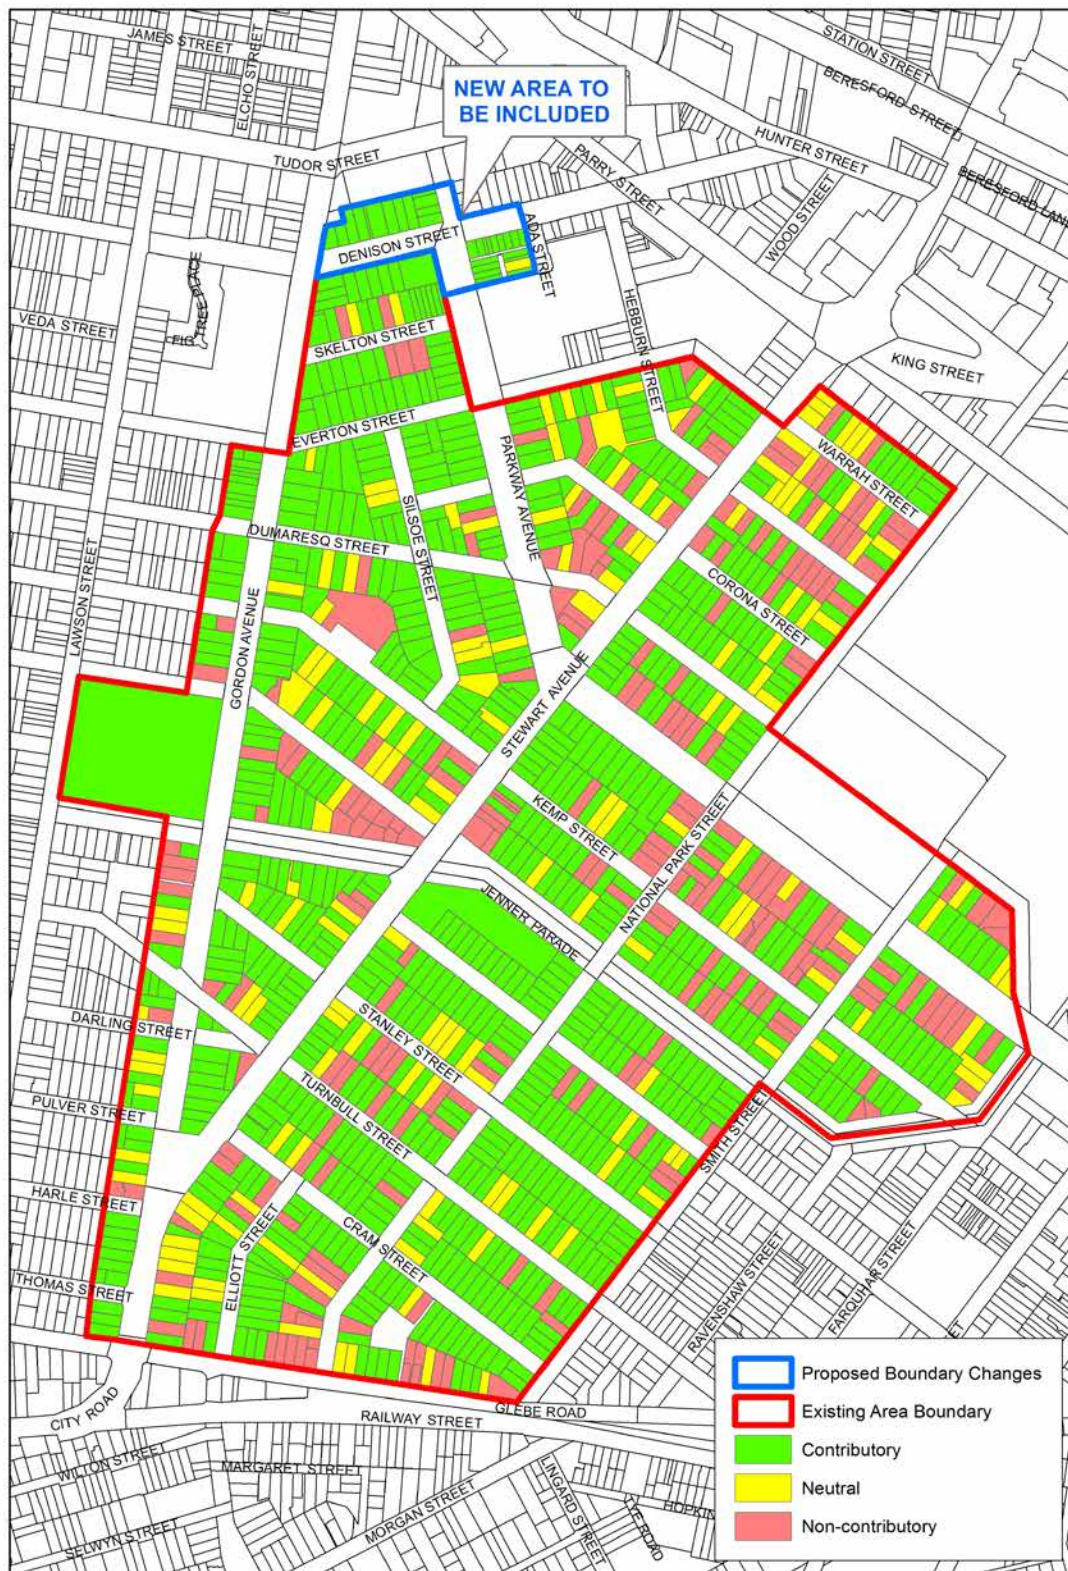 JAMES STREET
ELCHO STREET
STATION STREET
BERESFORD STREET
NEW AREA TO
BE INCLUDED
HUNTER STREET
TUDOR STREET
PARRY STREET
BERESFORD LANE
WOOD STREET
ADA STREET
DENISON STREET
FIG TREE PLACE
HEBBURN STREET
VEDA STREET
SKELTON STREET
KING STREET
EVERTON STREET
PARKWAY AVENUE
WARRAH STREET
SILSOE STREET
DUMARESQ STREET
LAWSON STREET
CORONA STREET
GORDON AVENUE
STEWART AVENUE
KEMP STREET
NATIONAL PARK STREET
JENNER PARADE
STANLEY STREET
DARLING STREET
TURNBULL STREET
PULVER STREET
SMITH STREET
HARLE STREET
ELLIOTT STREET
CRAM STREET
THOMAS STREET
RAVENSHAW STREET
FARQUHAR STREET
ET
CITY ROAD
GLEBE ROAD
RAILWAY STREET
WILTON STREET
MARGARET STREET
MORGAN STREET
LINGARD STREET
TYE ROAD
HOPKIN
SELWYN STREET
Proposed Boundary Changes
Existing Area Boundary
Contributory
Neutral
Non-contributory